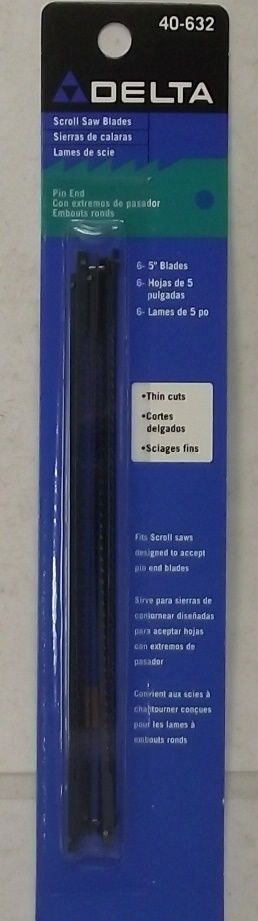 40-632
DELTA
Scroll Saw Blades
Sierras de calaras
Lames de scie
Pin End
Con extremos de pasador
Embouts ronds
6- 5" Blades
6- Hojas de 5
pulgadas
6- Lames de 5 po
•Thin cuts
•Cortes
delgados
•Sciages fins
Fits Scroll saws
designed to accept
pin end blades
Sirve para sierras de
contornear diseñadas
para aceptar hojas
con extremos de
pasador
Convient aux scies à
chantourner conçues
pour les lames à
embouts ronds